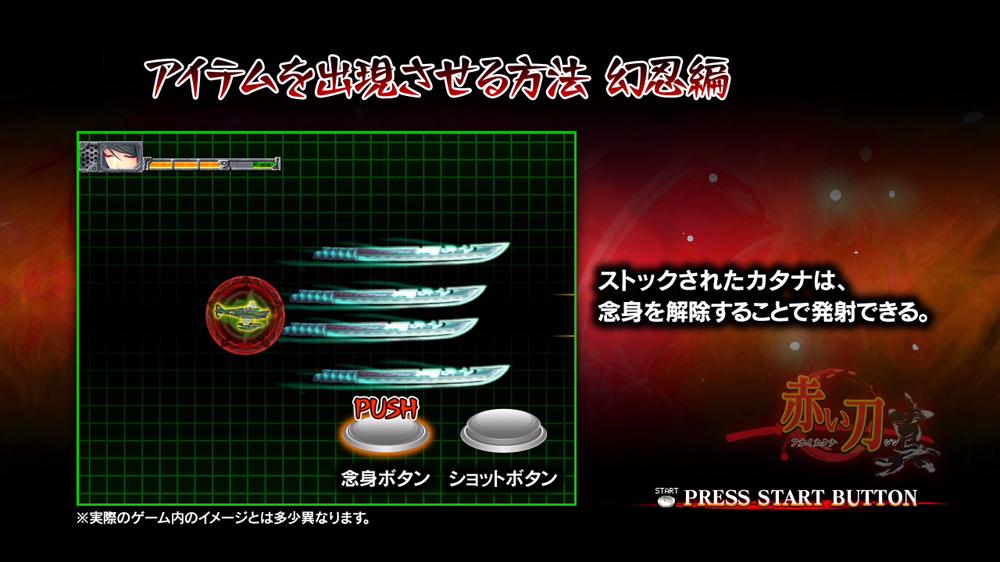 アイテムを出現させる方法 幻忍編
ストックされたカタナは、
念身を解除することで発射できる。
PUSH
念身ボタン ショットボタン
赤い刀 真
アカイカタナ シン
START PRESS START BUTTON
※実際のゲーム内のイメージとは多少異なります。